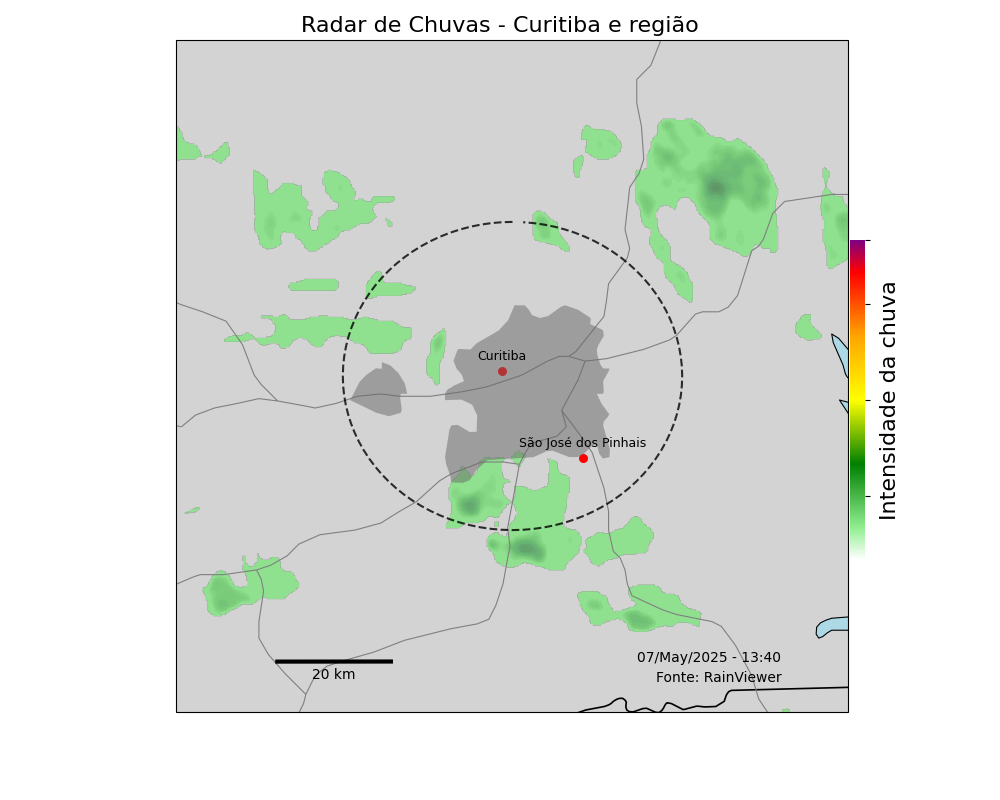 Radar de Chuvas - Curitiba e região
Curitiba
São José dos Pinhais
Intensidade da chuva
07/May/2025 - 13:40
Fonte: RainViewer
20 km